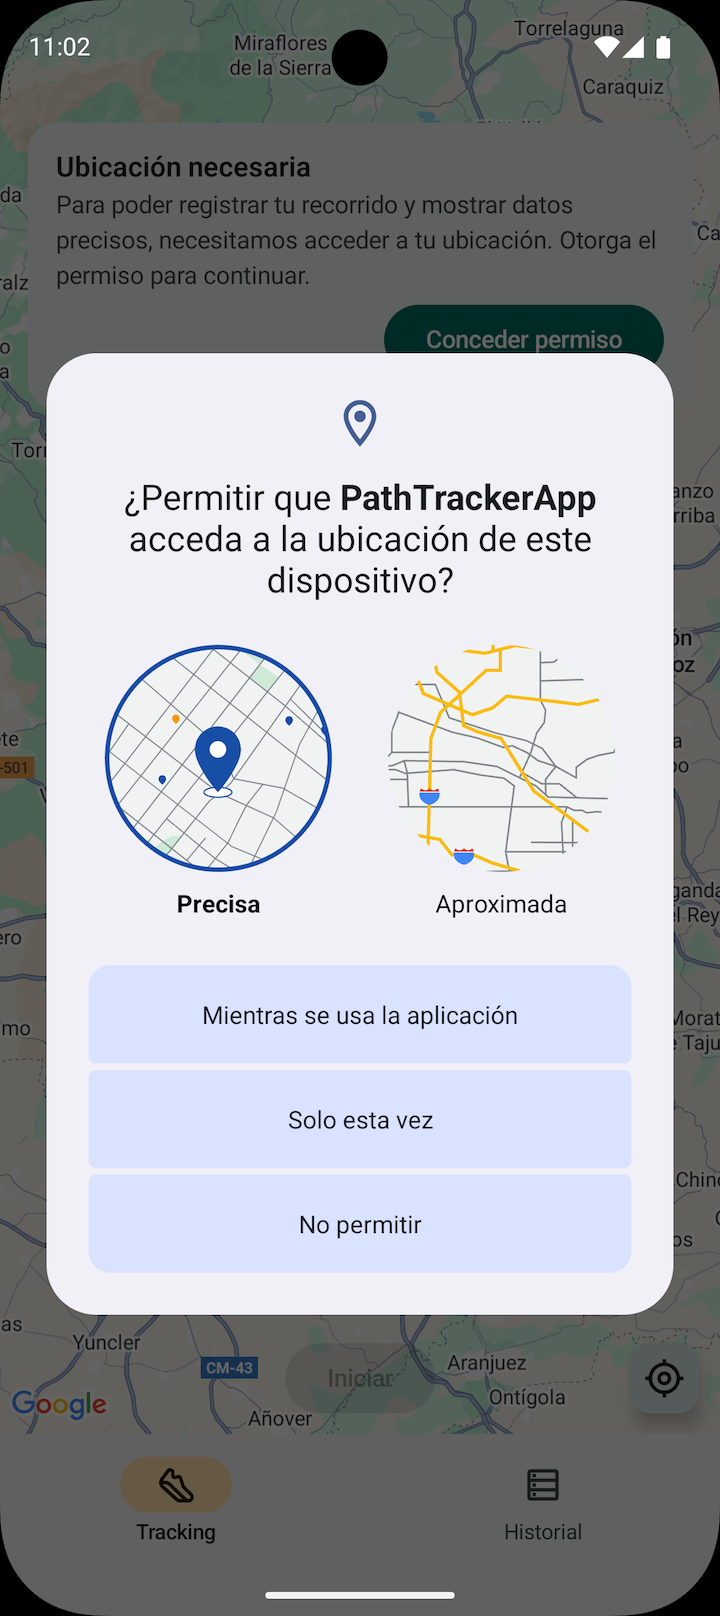 11:02
Miraflores
de la Sierra
Torrelaguna
Caraquiz
Ubicación necesaria
Para poder registrar tu recorrido y mostrar datos
precisos, necesitamos acceder a tu ubicación. Otorga el
permiso para continuar.
Conceder permiso
¿Permitir que PathTrackerApp
acceda a la ubicación de este
dispositivo?
Precisa
Aproximada
Mientras se usa la aplicación
Solo esta vez
No permitir
Yuncler
CM-43
Iniciar
Aranjuez
Ontígola
Google
Añover
Tracking
Historial